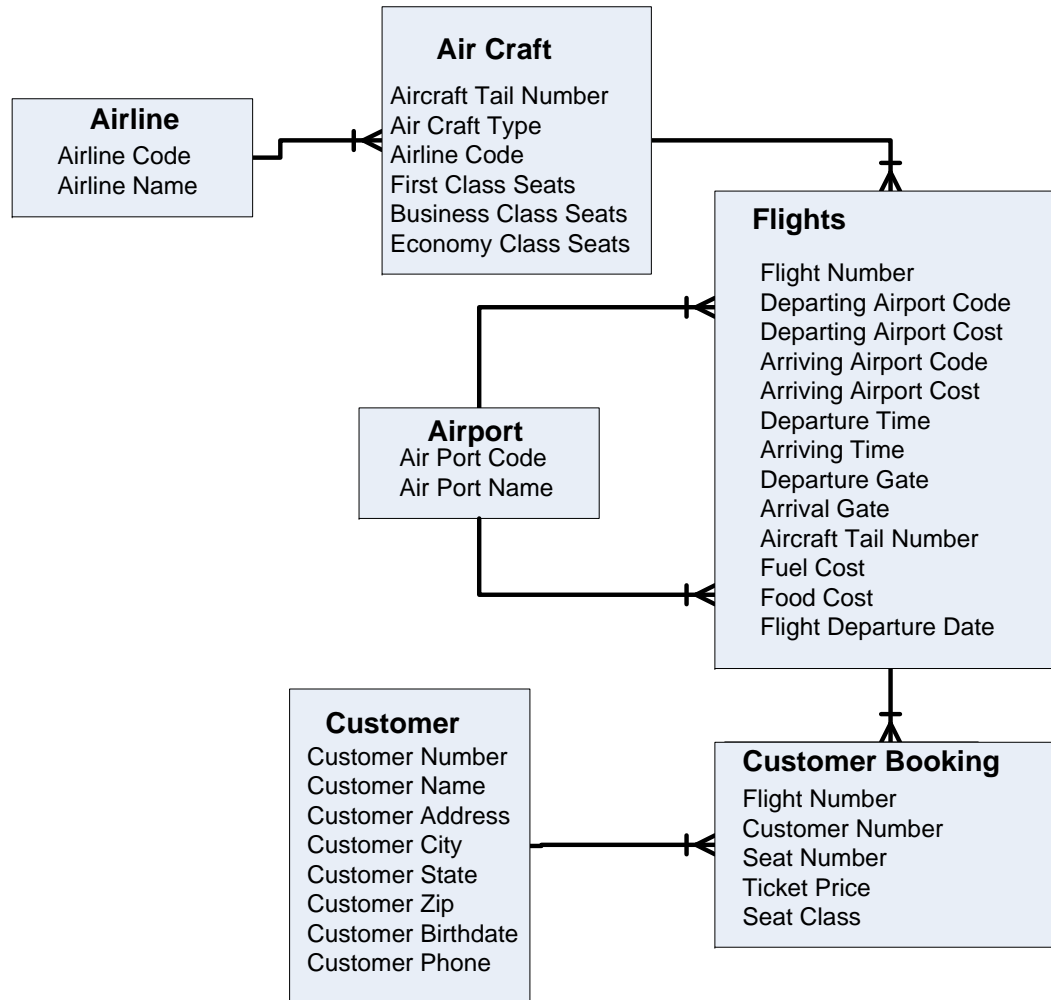 Air Craft
Aircraft Tail Number
Air Craft Type
Airline Code
First Class Seats
Business Class Seats
Economy Class Seats
Airline
Airline Code
Airline Name
Flights
Flight Number
Departing Airport Code
Departing Airport Cost
Arriving Airport Code
Arriving Airport Cost
Departure Time
Arriving Time
Departure Gate
Arrival Gate
Aircraft Tail Number
Fuel Cost
Food Cost
Flight Departure Date
Airport
Air Port Code
Air Port Name
Customer
Customer Number
Customer Name
Customer Address
Customer City
Customer State
Customer Zip
Customer Birthdate
Customer Phone
Customer Booking
Flight Number
Customer Number
Seat Number
Ticket Price
Seat Class